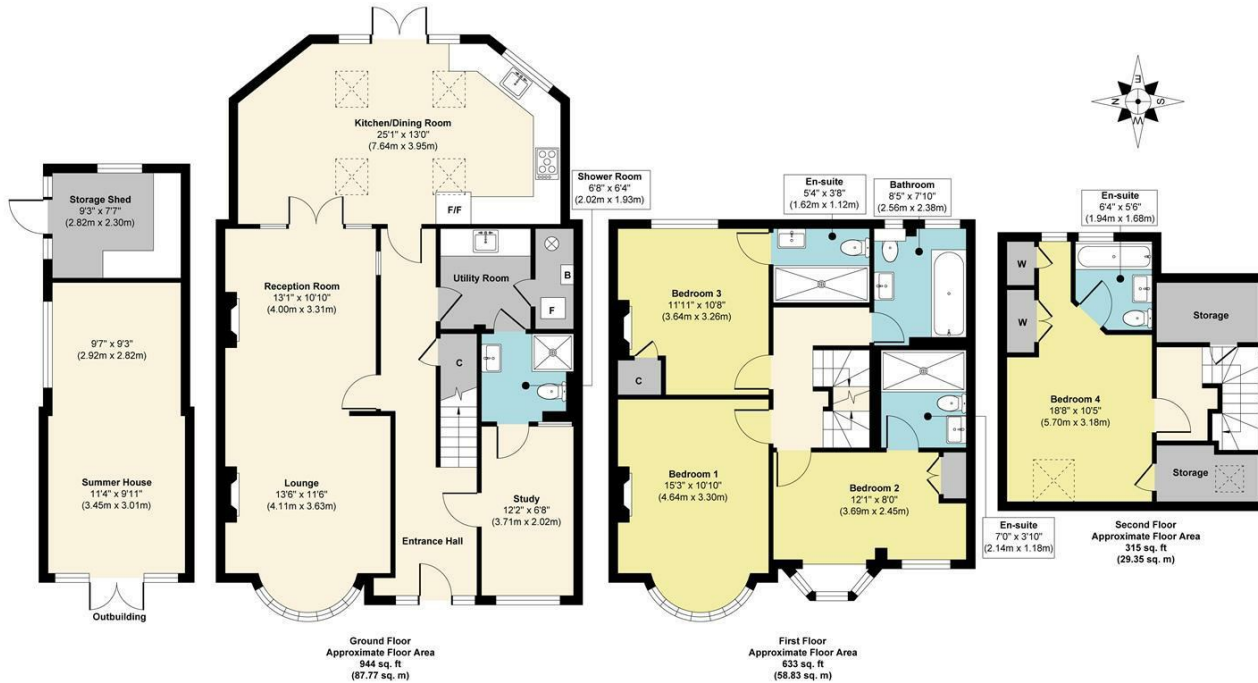 Storage Shed
9'3" x 7'7"
(2.82m x 2.30m)
9'7" x 9'3"
(2.92m x 2.82m)
Summer House
11'4" x 9'11"
(3.45m x 3.01m)
Outbuilding
Kitchen/Dining Room
25'1" x 13'0"
(7.64m x 3.95m)
F/F
Shower Room
6'8" x 6'4"
(2.02m x 1.93m)
Reception Room
13'1" x 10'10"
(4.00m x 3.31m)
Utility Room
B
F
C
Lounge
13'6" x 11'6"
(4.11m x 3.63m)
Study
12'2" x 6'8"
(3.71m x 2.02m)
Entrance Hall
Ground Floor
Approximate Floor Area
944 sq. ft
(87.77 sq. m)
En-suite
5'4" x 3'8"
(1.62m x 1.12m)
Bathroom
8'5" x 7'10"
(2.56m x 2.38m)
Bedroom 3
11'11" x 10'8"
(3.64m x 3.26m)
C
Bedroom 1
15'3" x 10'10"
(4.64m x 3.30m)
Bedroom 2
12'1" x 8'0"
(3.69m x 2.45m)
En-suite
7'0" x 3'10"
(2.14m x 1.18m)
First Floor
Approximate Floor Area
633 sq. ft
(58.83 sq. m)
E
N
S
W
En-suite
6'4" x 5'6"
(1.94m x 1.68m)
W
W
Storage
Bedroom 4
18'8" x 10'5"
(5.70m x 3.18m)
Storage
Second Floor
Approximate Floor Area
315 sq. ft
(29.35 sq. m)